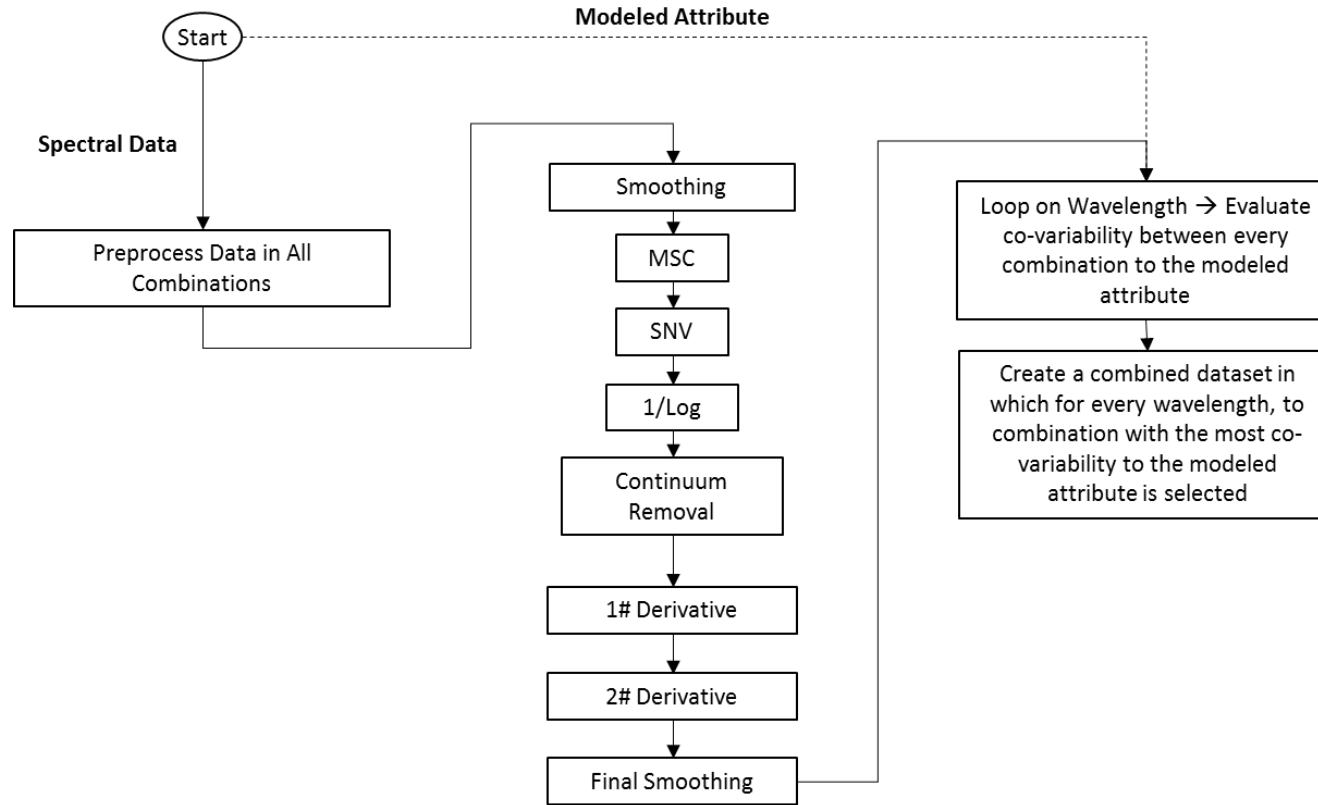 Modeled Attribute
Start
Spectral Data
Preprocess Data in All
Combinations
Smoothing
MSC
SNV
1/Log
Continuum
Removal
1# Derivative
2# Derivative
Final Smoothing
Loop on Wavelength → Evaluate
co-variability between every
combination to the modeled
attribute
Create a combined dataset in
which for every wavelength, to
combination with the most co-
variability to the modeled
attribute is selected